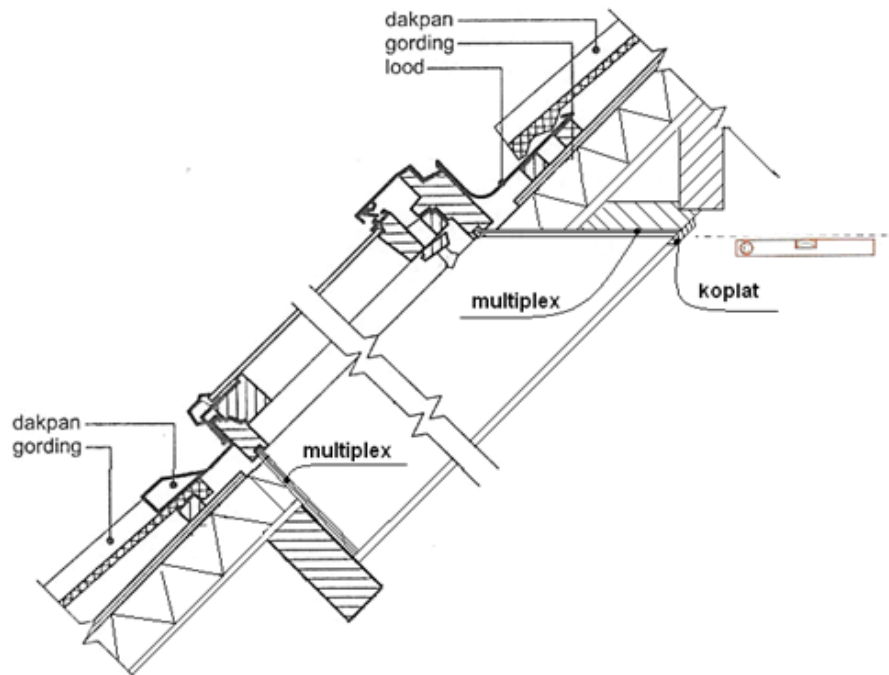 dakpan
gording
lood
multiplex
koplat
dakpan
gording
multiplex